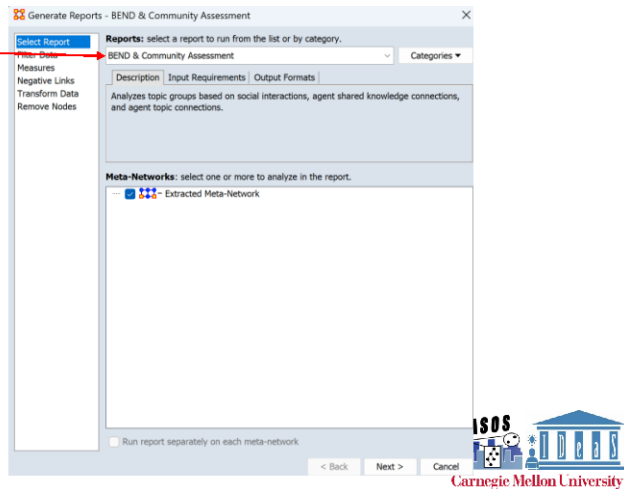 Generate Reports - BEND & Community Assessment
Select Report
Filter Data
Measures
Negative Links
Transform Data
Remove Nodes
Reports: select a report to run from the list or by category.
BEND & Community Assessment
Categories
Description
Input Requirements
Output Formats
Analyzes topic groups based on social interactions, agent shared knowledge connections,
and agent topic connections.
Meta-Networks: select one or more to analyze in the report.
Extracted Meta-Network
Run report separately on each meta-network
< Back
Next >
Cancel
ISOS
IDeaS
Carnegie Mellon University